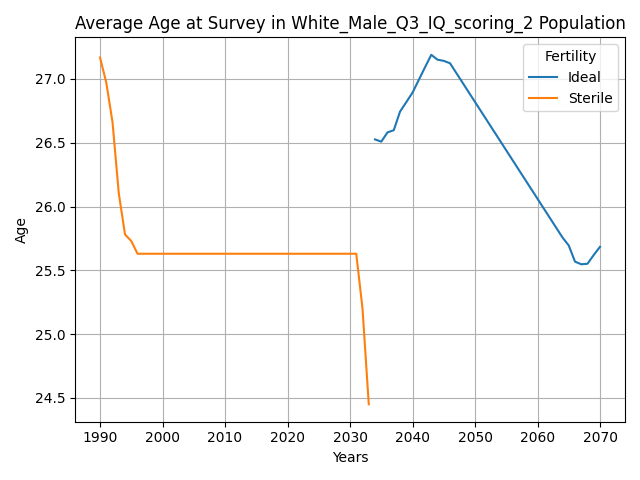 Average Age at Survey in White_Male_Q3_IQ_scoring_2 Population
Fertility
Ideal
Sterile
27.0
26.5
26.0
25.5
25.0
24.5
Age
1990 2000 2010 2020 2030 2040 2050 2060 2070
Years